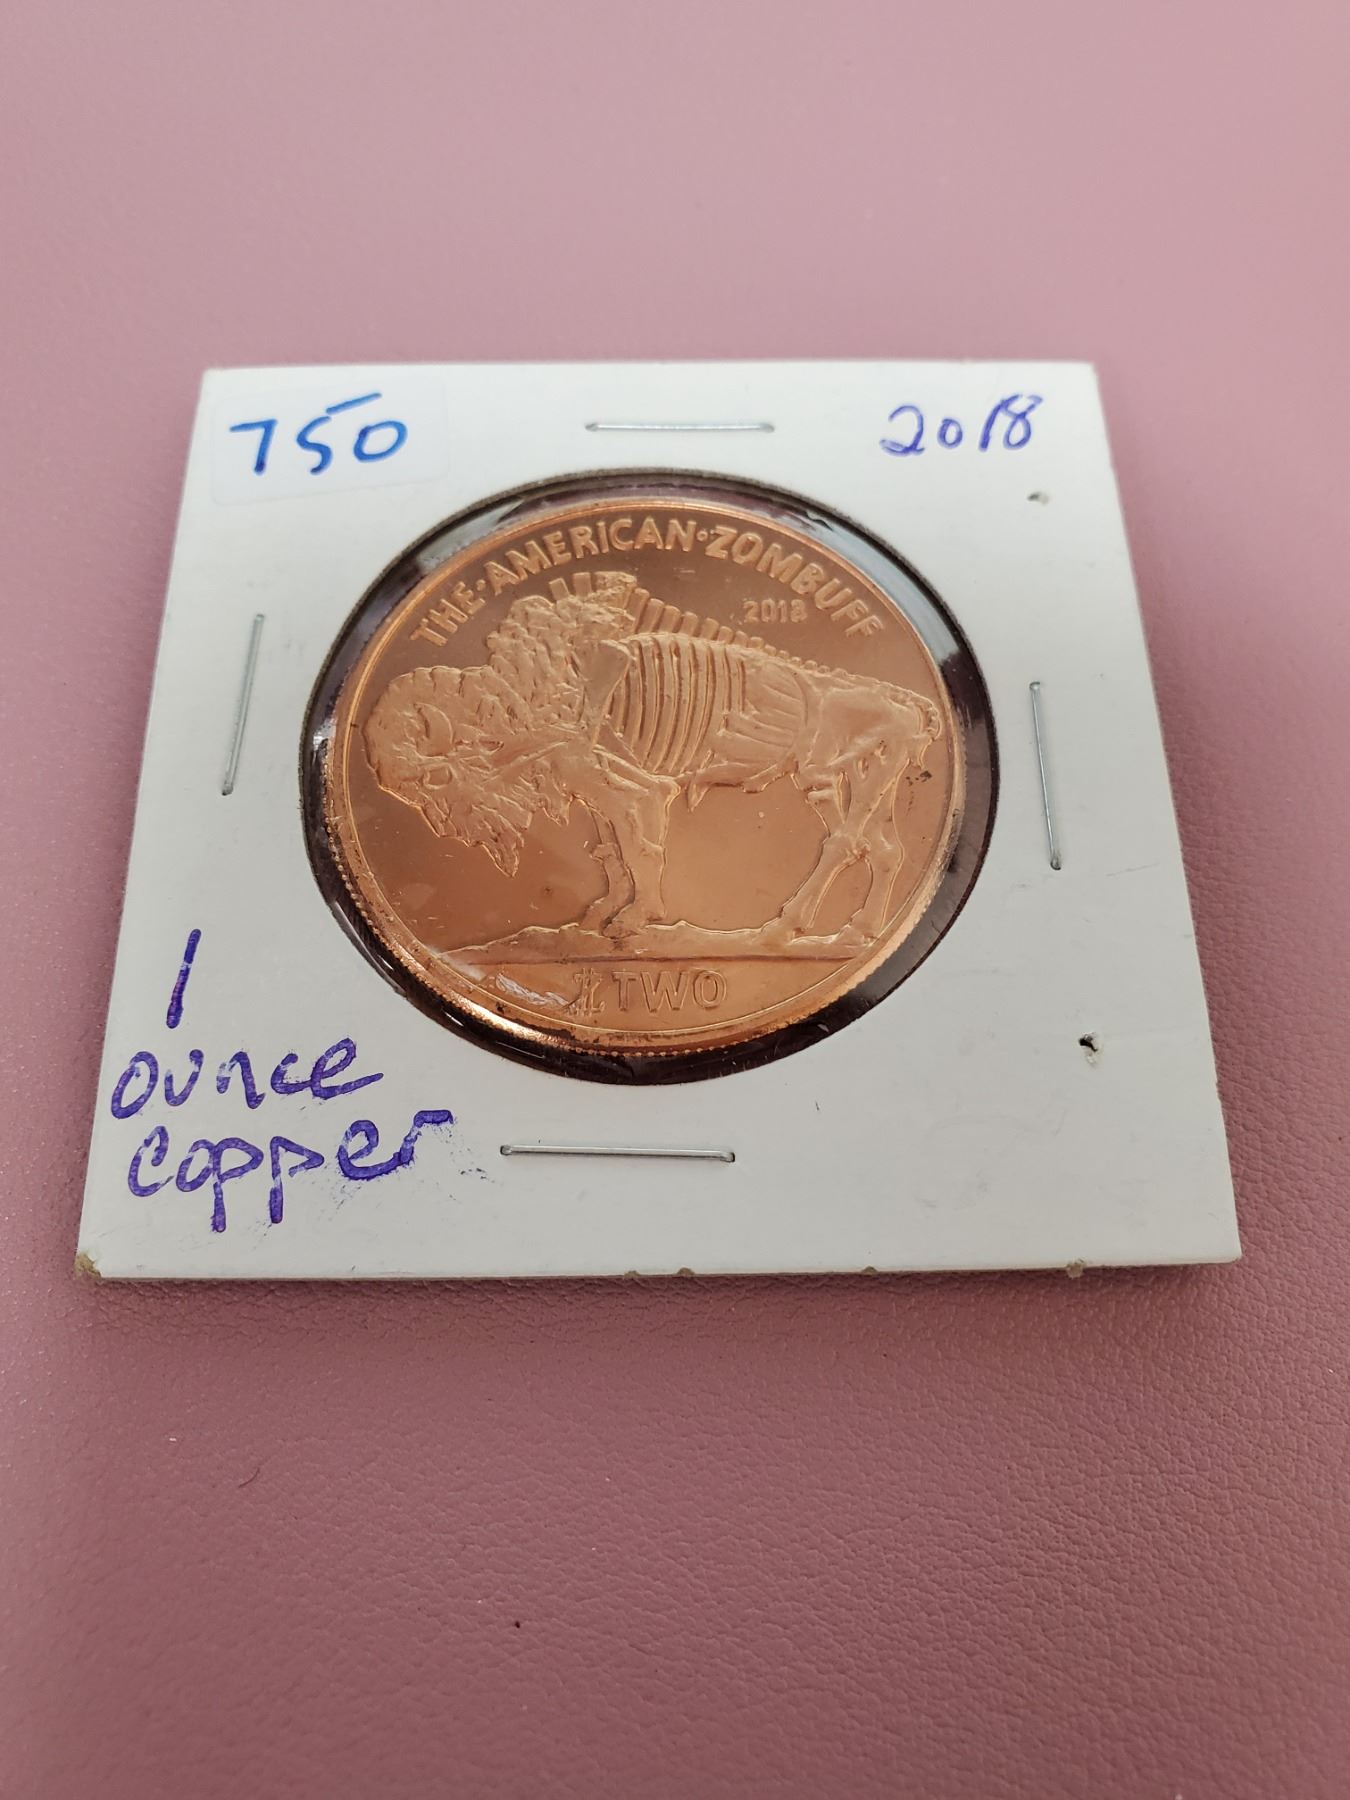 750
2018
THE·AMERICAN·ZOMBUFF
2018
TWO
1
ounce
copper